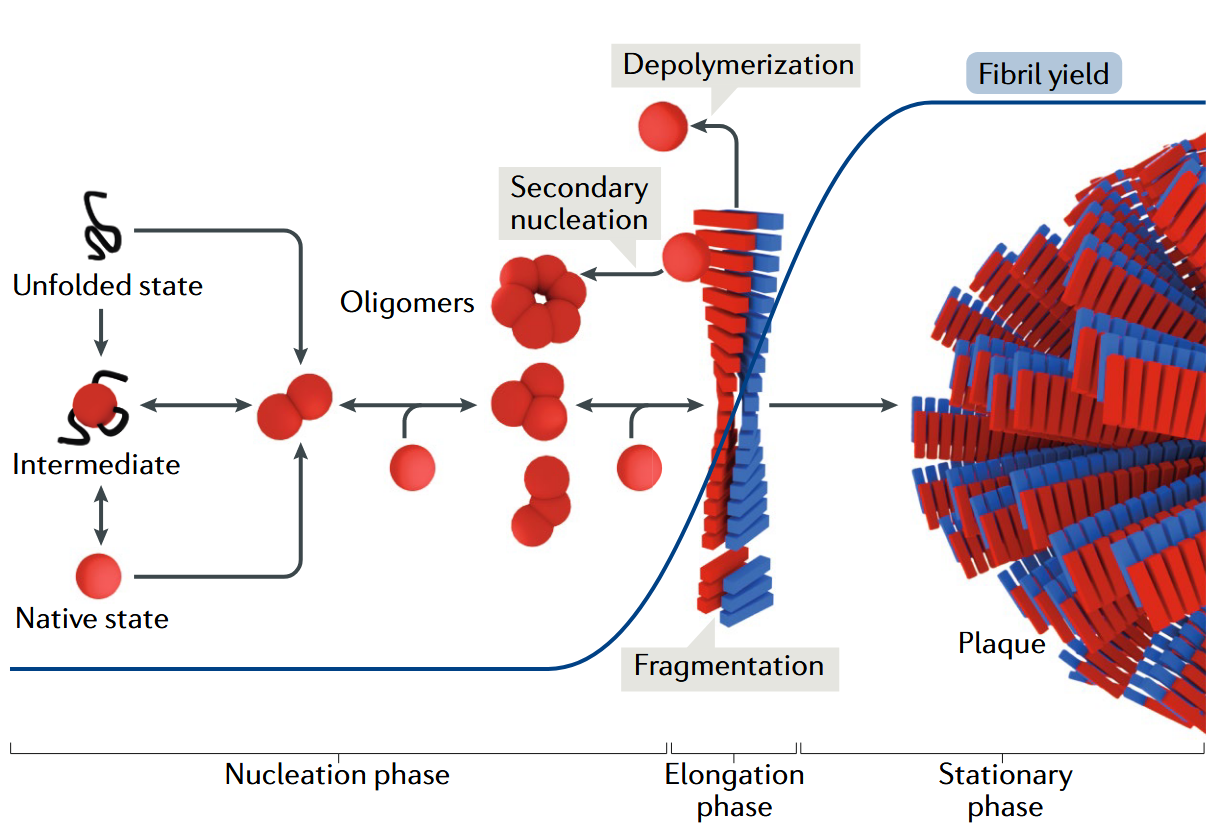 Depolymerization
Fibril yield
Secondary
nucleation
Unfolded state
Oligomers
Intermediate
Native state
Plaque
Fragmentation
Nucleation phase
Elongation
phase
Stationary
phase